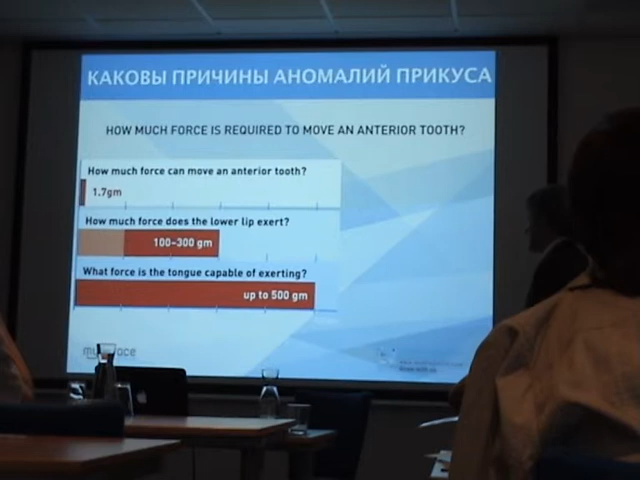 КАКОВЫ ПРИЧИНЫ АНОМАЛИЙ ПРИКУСА
HOW MUCH FORCE IS REQUIRED TO MOVE AN ANTERIOR TOOTH?
How much force can move an anterior tooth?
1.7gm
How much force does the lower lip exert?
100–300 gm
What force is the tongue capable of exerting?
up to 500 gm